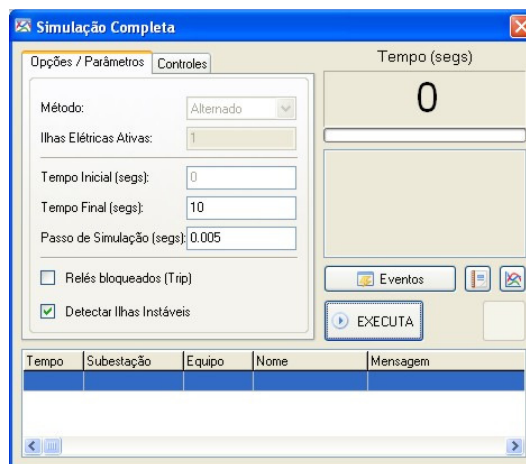 Simulação Completa
Opções / Parâmetros
Controles
Método:
Alternado
Ilhas Elétricas Ativas:
1
Tempo Inicial (segs):
0
Tempo Final (segs):
10
Passo de Simulação (segs):
0.005
Relés bloqueados (Trip)
Detectar Ilhas Instáveis
Tempo (segs)
0
Eventos
EXECUTA
Tempo Subestação Equipo Nome Mensagem